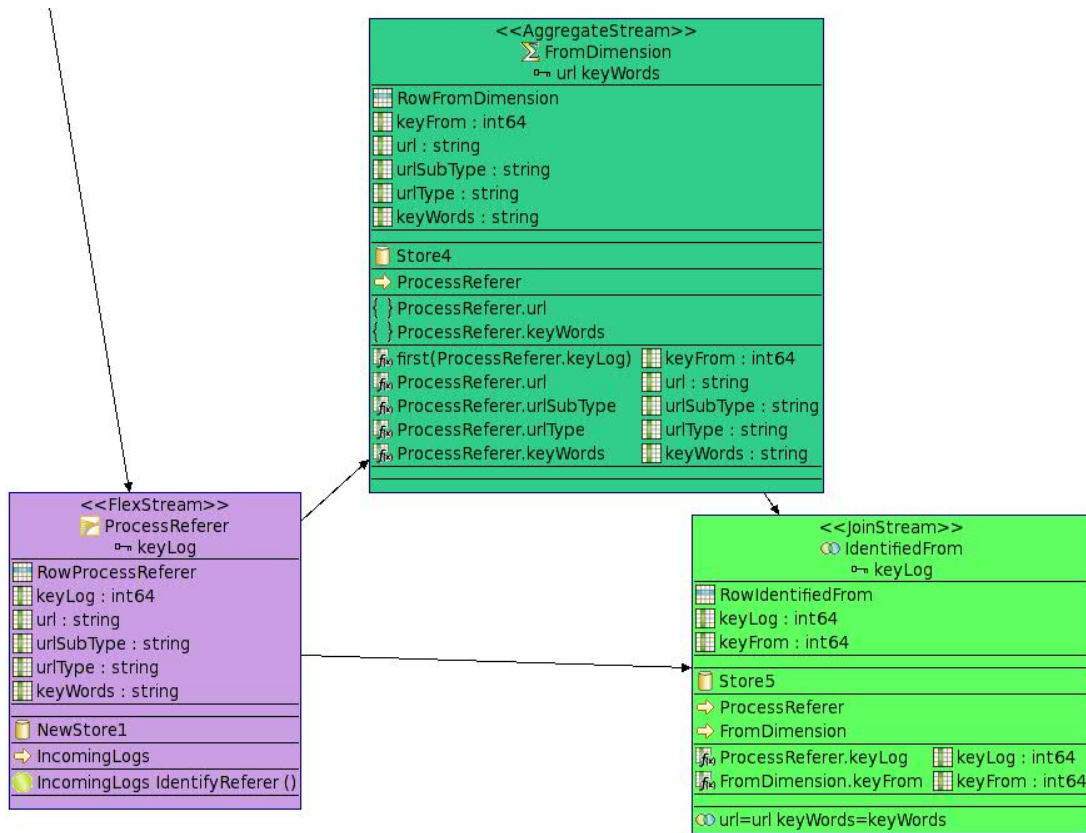 <<AggregateStream>>
FromDimension
url keyWords
RowFromDimension
keyFrom : int64
url : string
urlSubType : string
urlType : string
keyWords : string
Store4
ProcessReferer
{ } ProcessReferer.url
{ } ProcessReferer.keyWords
f(x) first(ProcessReferer.keyLog) keyFrom : int64
f(x) ProcessReferer.url url : string
f(x) ProcessReferer.urlSubType urlSubType : string
f(x) ProcessReferer.urlType urlType : string
f(x) ProcessReferer.keyWords keyWords : string
<<FlexStream>>
ProcessReferer
keyLog
RowProcessReferer
keyLog : int64
url : string
urlSubType : string
urlType : string
keyWords : string
NewStore1
IncomingLogs
IncomingLogs IdentifyReferer ()
<<JoinStream>>
IdentifiedFrom
keyLog
RowIdentifiedFrom
keyLog : int64
keyFrom : int64
Store5
ProcessReferer
FromDimension
f(x) ProcessReferer.keyLog keyLog : int64
f(x) FromDimension.keyFrom keyFrom : int64
url=url keyWords=keyWords